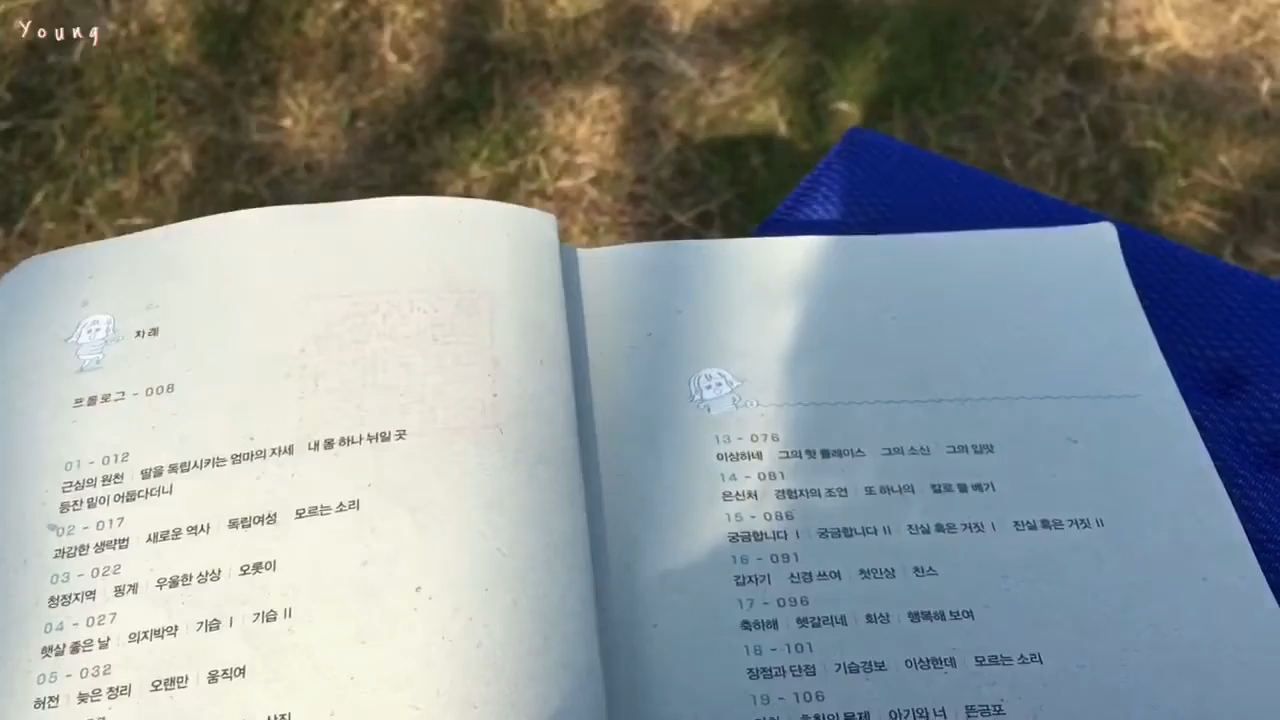 Young
차례
프롤로그 - 008
01 - 012
근심의 원천 딸을 독립시키는 엄마의 자세 내 몸 하나 뉘일 곳
등잔 밑이 어둡다더니
02 - 017
과감한 생략법 새로운 역사 독립여성 모르는 소리
03 - 022
청정지역 핑계 우울한 상상 오롯이
04 - 027
햇살 좋은 날 의지박약 기습 I 기습 II
05 - 032
허전 늦은 정리 오랜만 움직여
13 - 076
이상하네 그의 핫 플레이스 그의 소신 그의 입맛
14 - 081
은신처 경험자의 조언 또 하나의 칼로 물 베기
15 - 086
궁금합니다 I 궁금합니다 II 진실 혹은 거짓 I 진실 혹은 거짓 II
16 - 091
갑자기 신경 쓰여 첫인상 찬스
17 - 096
축하해 헷갈리네 회상 행복해 보여
18 - 101
장점과 단점 기습경보 이상한데 모르는 소리
19 - 106
아기와 너 뜬금포